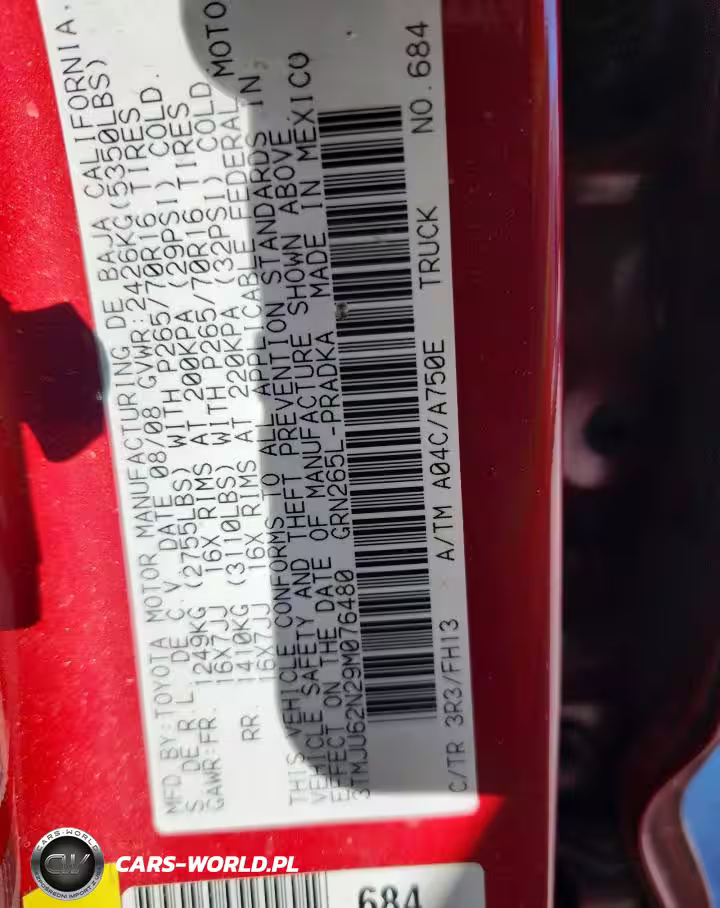 MFD BY:TOYOTA MOTOR MANUFACTURING DE BAJA CALIFORNIA,
S DE R L DE C V DATE 08/08 GVWR:2426KG(5350LBS)
GAWR:FR. 1249KG (2755LBS) WITH P265/70R16 TIRES
16X7JJ 16X RIMS AT 200KPA (29PSI) COLD.
RR. 1410KG (3110LBS) WITH P265/70R16 TIRES
16X7JJ 16X RIMS AT 220KPA (32PSI) COLD.
THIS VEHICLE CONFORMS TO ALL APPLICABLE FEDERAL MOTO
VEHICLE SAFETY AND THEFT PREVENTION STANDARDS IN
EFFECT ON THE DATE OF MANUFACTURE SHOWN ABOVE.
3TMJU62N29M076480 GRN265L-PRADKA MADE IN MEXICO
C/TR 3R3/FH13 A/TM A04C/A750E TRUCK NO.684
684
CARS-WORLD
CW
CARS-WORLD.PL